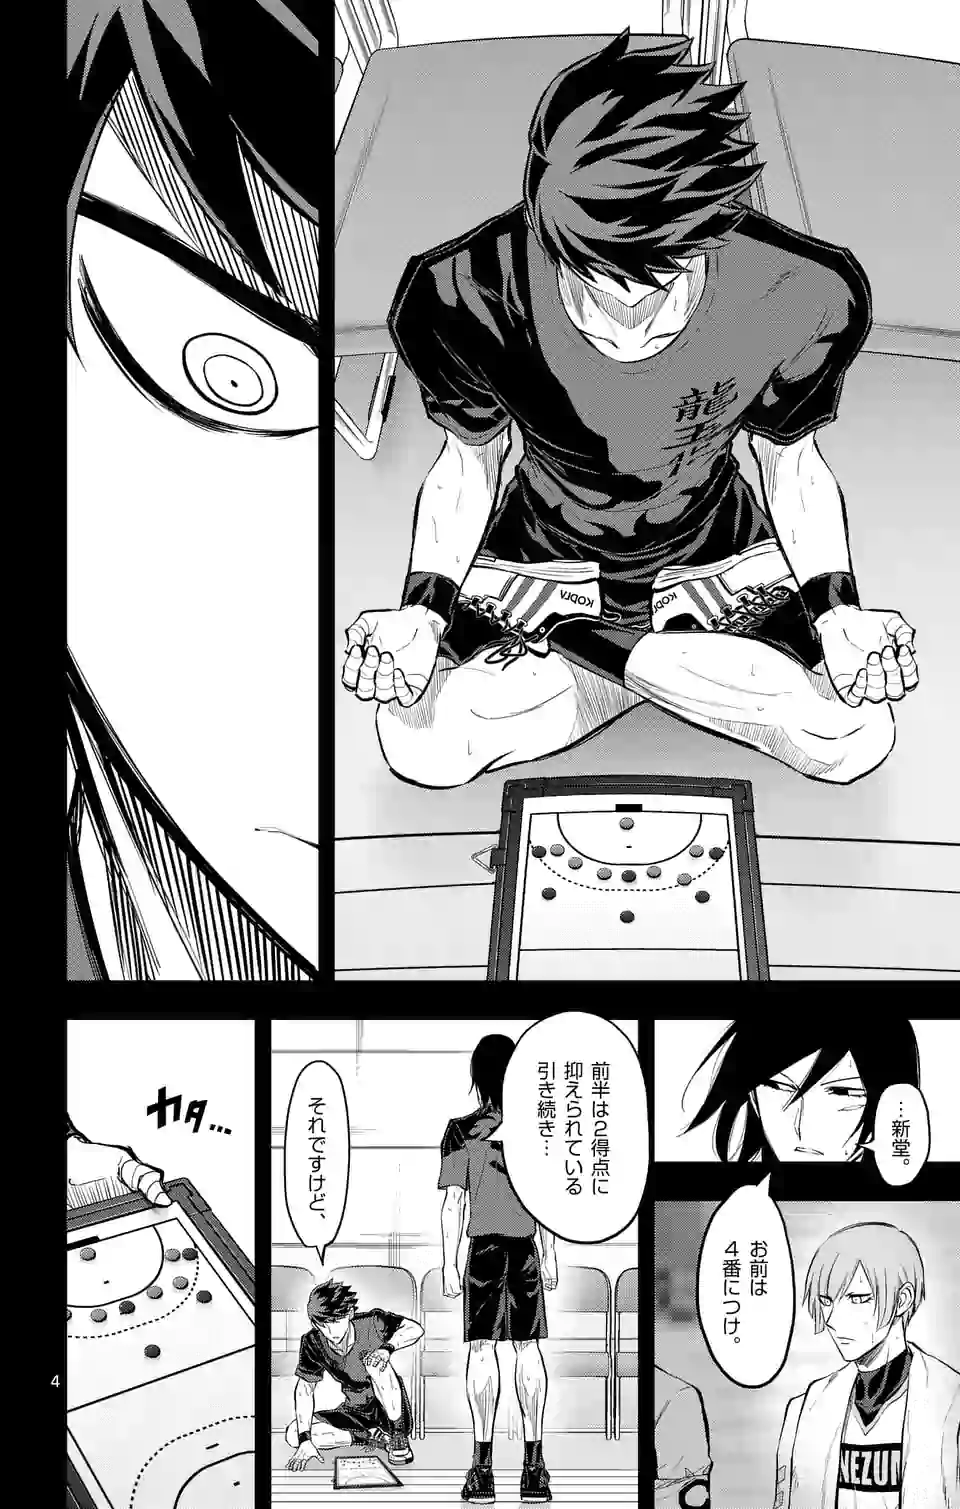 KODIA
KODIA
…新堂。
お前は
４番につけ。
NEZUM
前半は２得点に
抑えられている
引き続き…
それですけど、
カタ…
4